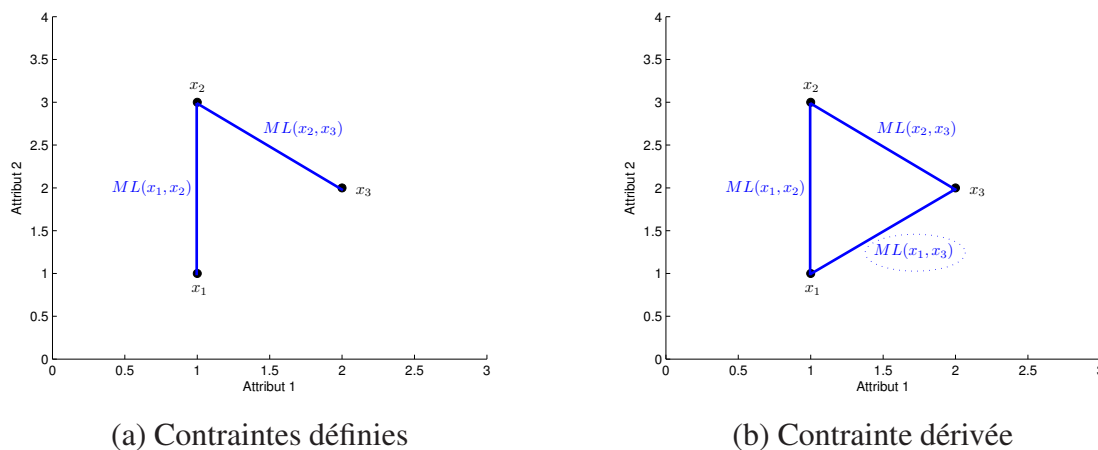 4
3.5
3
2.5
2
1.5
1
0.5
0
Attribut 2
x₂
ML(x₂, x₃)
ML(x₁, x₂)
x₃
x₁
0 0.5 1 1.5 2 2.5 3
Attribut 1
(a) Contraintes définies
4
3.5
3
2.5
2
1.5
1
0.5
0
Attribut 2
x₂
ML(x₂, x₃)
ML(x₁, x₂)
x₃
ML(x₁, x₃)
x₁
0 0.5 1 1.5 2 2.5 3
Attribut 1
(b) Contrainte dérivée